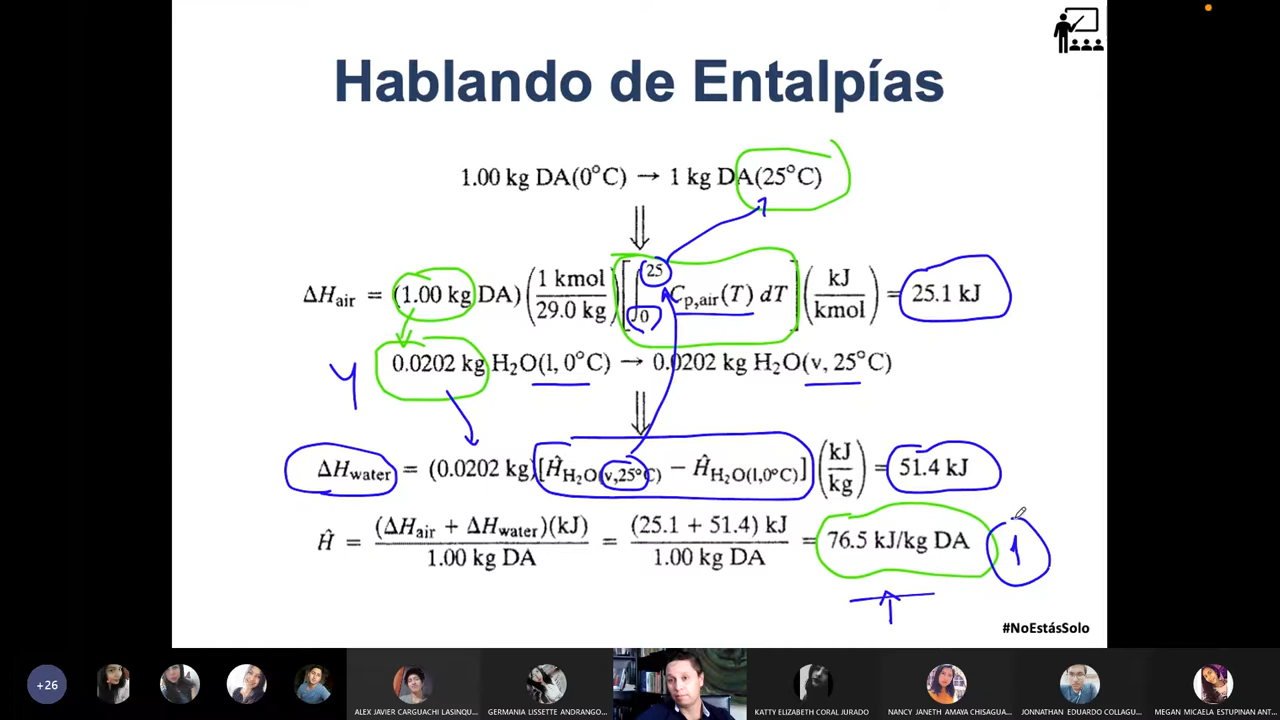 Hablando de Entalpías
1.00 kg DA(0°C) → 1 kg DA(25°C)
⇓
ΔH_air = (1.00 kg DA) (1 kmol / 29.0 kg) [∫_0^25 C_p,air(T) dT] (kJ / kmol) = 25.1 kJ
0.0202 kg H₂O(l, 0°C) → 0.0202 kg H₂O(v, 25°C)
Y
⇓
ΔH_water = (0.0202 kg)[Ĥ_H₂O(v,25°C) − Ĥ_H₂O(l,0°C)] (kJ / kg) = 51.4 kJ
Ĥ = (ΔH_air + ΔH_water)(kJ) / 1.00 kg DA = (25.1 + 51.4) kJ / 1.00 kg DA = 76.5 kJ/kg DA 1
#NoEstásSolo
+26
ALEX JAVIER CARGUACHI LASINQU...
GERMANIA LISSETTE ANDRANGO...
KATTY ELIZABETH CORAL JURADO
NANCY JANETH AMAYA CHISAGUA...
JONNATHAN EDUARDO COLLAGU...
MEGAN MICAELA ESTUPINAN ANT...